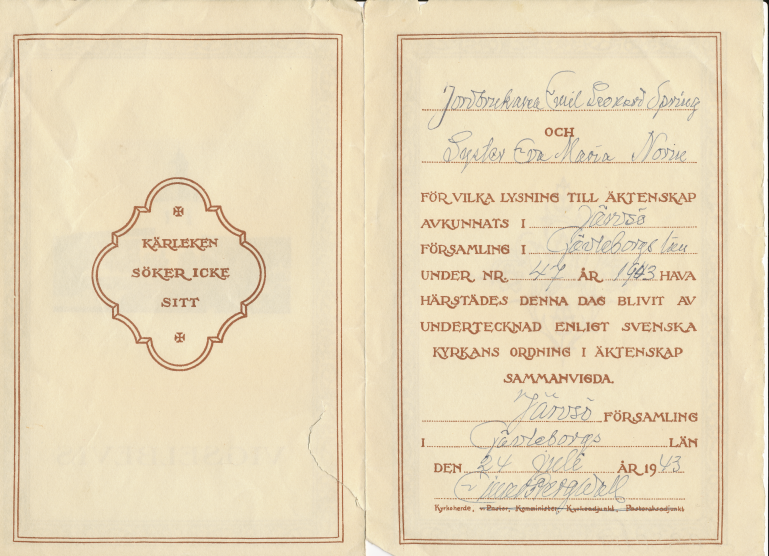 KÄRLEKEN
SÖKER ICKE
SITT
Jordbrukaren Emil Leonard Spring
OCH
Syster Eva Maria Norin
FÖR VILKA LYSNING TILL ÄKTENSKAP
AVKUNNATS I Järvsö
FÖRSAMLING I Gävleborgs län
UNDER NR. 47 ÅR 1943 HAVA
HÄRSTÄDES DENNA DAG BLIVIT AV
UNDERTECKNAD ENLIGT SVENSKA
KYRKANS ORDNING I ÄKTENSKAP
SAMMANVIGDA.
Järvsö FÖRSAMLING
I Gävleborgs LÄN
DEN 24 Juli ÅR 1943
Kyrkoherde, v. Pastor, Komminister, Kyrkoadjunkt, Pastoratsadjunkt